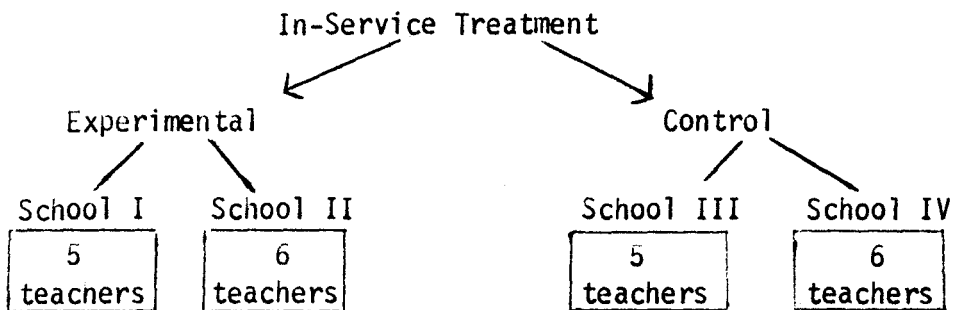 In-Service Treatment
Experimental Control
School I School II School III School IV
5 6 5 6
teacners teachers teachers teachers